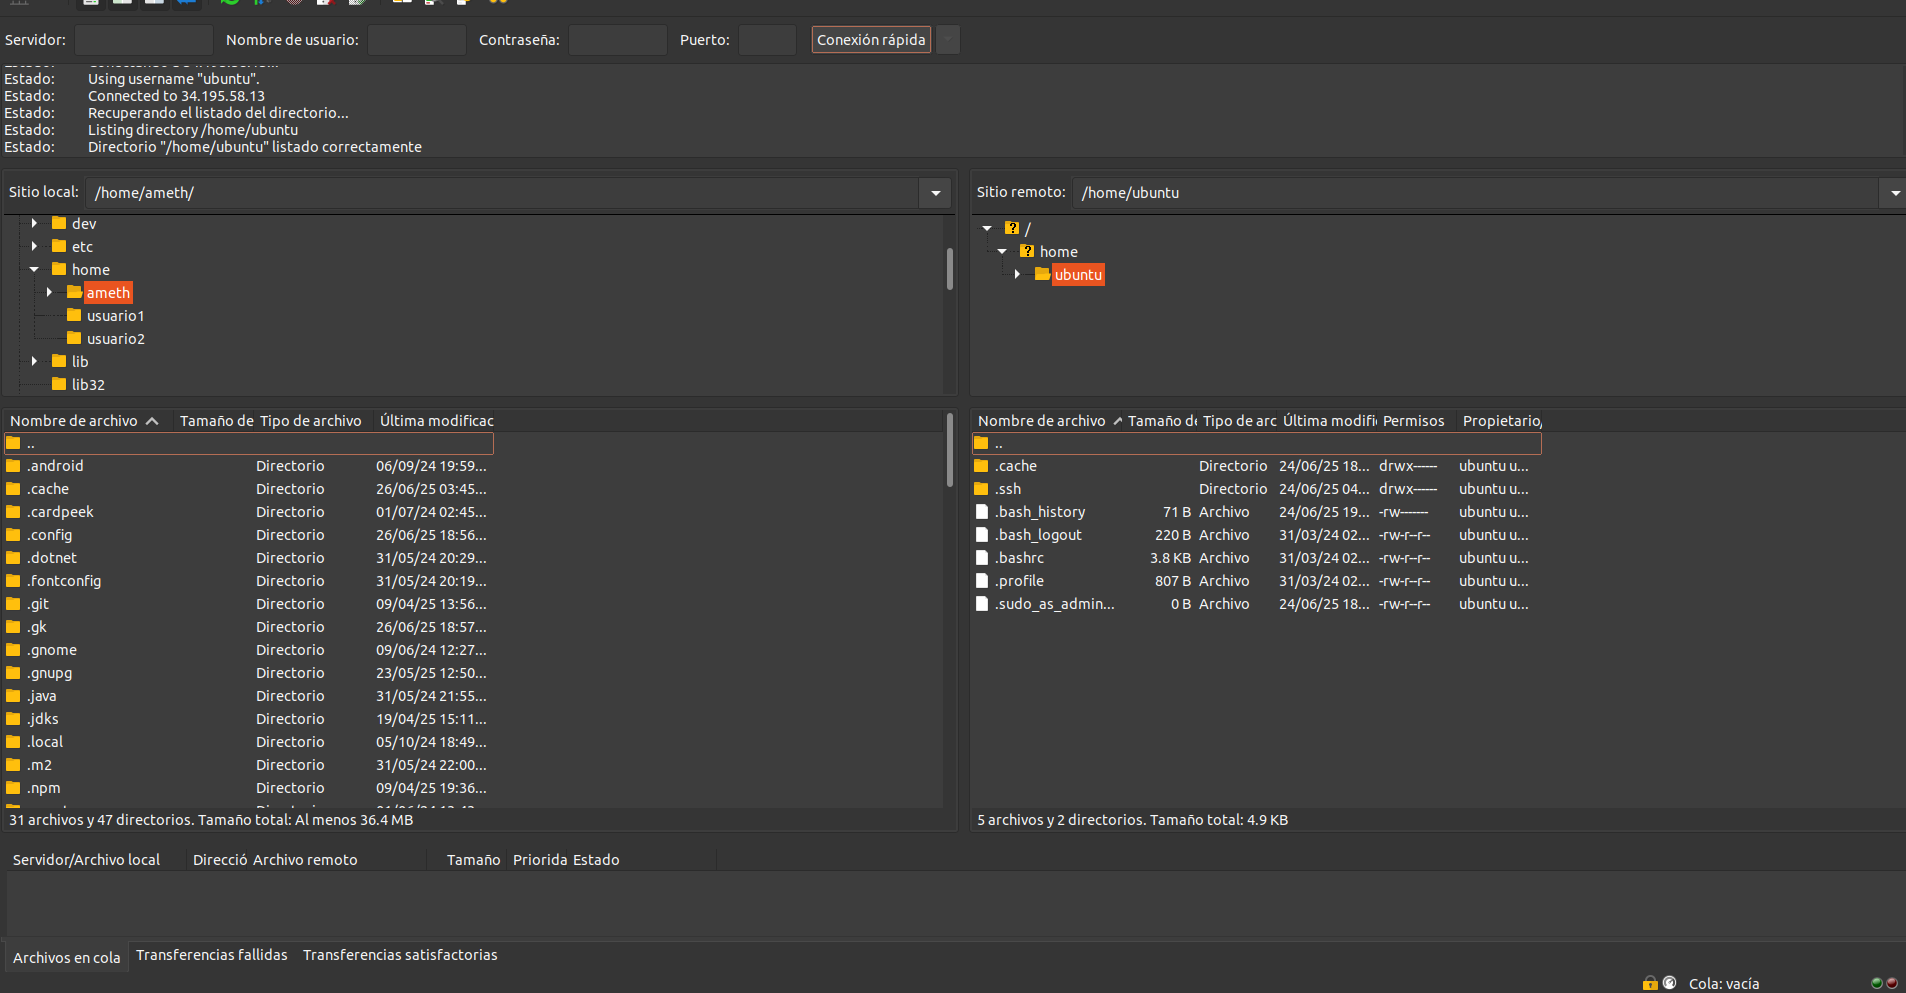 Servidor: Nombre de usuario: Contraseña: Puerto: Conexión rápida
Estado: Using username "ubuntu".
Estado: Connected to 34.195.58.13
Estado: Recuperando el listado del directorio...
Estado: Listing directory /home/ubuntu
Estado: Directorio "/home/ubuntu" listado correctamente
Sitio local: /home/ameth/
dev
etc
home
ameth
usuario1
usuario2
lib
lib32
Sitio remoto: /home/ubuntu
/
home
ubuntu
Nombre de archivo Tamaño de Tipo de archivo Última modificac
..
.android Directorio 06/09/24 19:59...
.cache Directorio 26/06/25 03:45...
.cardpeek Directorio 01/07/24 02:45...
.config Directorio 26/06/25 18:56...
.dotnet Directorio 31/05/24 20:29...
.fontconfig Directorio 31/05/24 20:19...
.git Directorio 09/04/25 13:56...
.gk Directorio 26/06/25 18:57...
.gnome Directorio 09/06/24 12:27...
.gnupg Directorio 23/05/25 12:50...
.java Directorio 31/05/24 21:55...
.jdks Directorio 19/04/25 15:11...
.local Directorio 05/10/24 18:49...
.m2 Directorio 31/05/24 22:00...
.npm Directorio 09/04/25 19:36...
31 archivos y 47 directorios. Tamaño total: Al menos 36.4 MB
Nombre de archivo Tamaño de Tipo de arc Última modifi Permisos Propietario/
..
.cache Directorio 24/06/25 18... drwx------ ubuntu u...
.ssh Directorio 24/06/25 04... drwx------ ubuntu u...
.bash_history 71 B Archivo 24/06/25 19... -rw------- ubuntu u...
.bash_logout 220 B Archivo 31/03/24 02... -rw-r--r-- ubuntu u...
.bashrc 3.8 KB Archivo 31/03/24 02... -rw-r--r-- ubuntu u...
.profile 807 B Archivo 31/03/24 02... -rw-r--r-- ubuntu u...
.sudo_as_admin... 0 B Archivo 24/06/25 18... -rw-r--r-- ubuntu u...
5 archivos y 2 directorios. Tamaño total: 4.9 KB
Servidor/Archivo local Direcció Archivo remoto Tamaño Priorida Estado
Archivos en cola Transferencias fallidas Transferencias satisfactorias
Cola: vacía